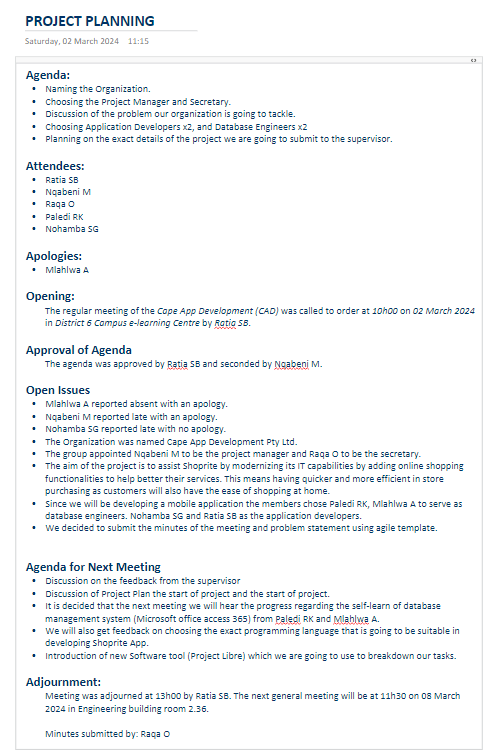 PROJECT PLANNING
Saturday, 02 March 2024 11:15
Agenda:
• Naming the Organization.
• Choosing the Project Manager and Secretary.
• Discussion of the problem our organization is going to tackle.
• Choosing Application Developers x2, and Database Engineers x2
• Planning on the exact details of the project we are going to submit to the supervisor.
Attendees:
• Ratia SB
• Nqabeni M
• Raqa O
• Paledi RK
• Nohamba SG
Apologies:
• Mlahlwa A
Opening:
The regular meeting of the Cape App Development (CAD) was called to order at 10h00 on 02 March 2024
in District 6 Campus e-learning Centre by Ratia SB.
Approval of Agenda
The agenda was approved by Ratia SB and seconded by Nqabeni M.
Open Issues
• Mlahlwa A reported absent with an apology.
• Nqabeni M reported late with an apology.
• Nohamba SG reported late with no apology.
• The Organization was named Cape App Development Pty Ltd.
• The group appointed Nqabeni M to be the project manager and Raqa O to be the secretary.
• The aim of the project is to assist Shoprite by modernizing its IT capabilities by adding online shopping
functionalities to help better their services. This means having quicker and more efficient in store
purchasing as customers will also have the ease of shopping at home.
• Since we will be developing a mobile application the members chose Paledi RK, Mlahlwa A to serve as
database engineers. Nohamba SG and Ratia SB as the application developers.
• We decided to submit the minutes of the meeting and problem statement using agile template.
Agenda for Next Meeting
• Discussion on the feedback from the supervisor
• Discussion of Project Plan the start of project and the start of project.
• It is decided that the next meeting we will hear the progress regarding the self-learn of database
management system (Microsoft office access 365) from Paledi RK and Mlahlwa A.
• We will also get feedback on choosing the exact programming language that is going to be suitable in
developing Shoprite App.
• Introduction of new Software tool (Project Libre) which we are going to use to breakdown our tasks.
Adjournment:
Meeting was adjourned at 13h00 by Ratia SB. The next general meeting will be at 11h30 on 08 March
2024 in Engineering building room 2.36.
Minutes submitted by: Raqa O